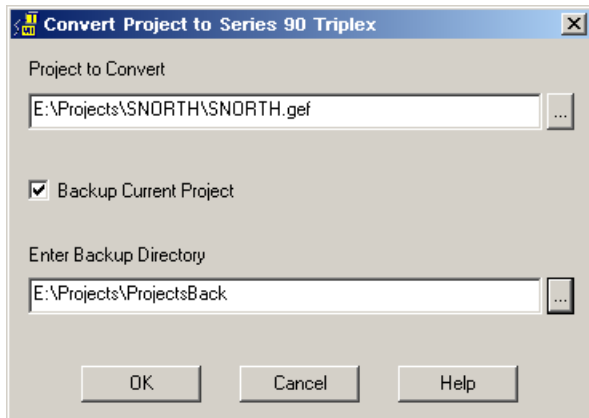 Convert Project to Series 90 Triplex
Project to Convert
E:\Projects\SNORTH\SNORTH.gef
...
Backup Current Project
Enter Backup Directory
E:\Projects\ProjectsBack
...
OK Cancel Help